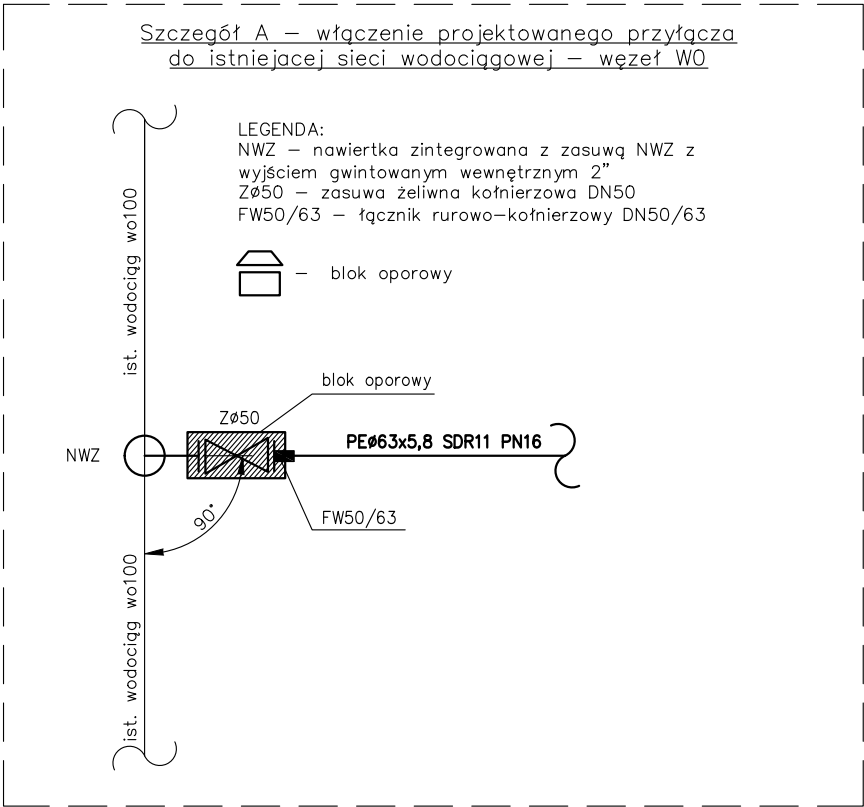 Szczegół A – włączenie projektowanego przyłącza
do istniejacej sieci wodociągowej – węzeł W0
LEGENDA:
NWZ – nawiertka zintegrowana z zasuwą NWZ z
wyjściem gwintowanym wewnętrznym 2"
Zø50 – zasuwa żeliwna kołnierzowa DN50
FW50/63 – łącznik rurowo–kołnierzowy DN50/63
– blok oporowy
ist. wodociąg wo100
blok oporowy
Zø50
PEø63x5,8 SDR11 PN16
NWZ
90°
FW50/63
ist. wodociąg wo100